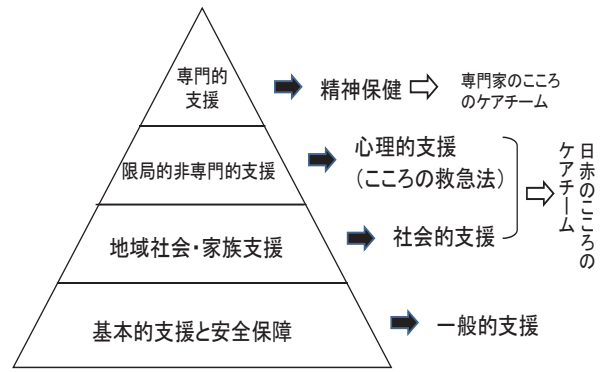 専門的
支援
精神保健
専門家のこころ
のケアチーム
限局的非専門的支援
心理的支援
（こころの救急法）
地域社会・家族支援
社会的支援
日赤のこころの
ケアチーム
基本的支援と安全保障
一般的支援